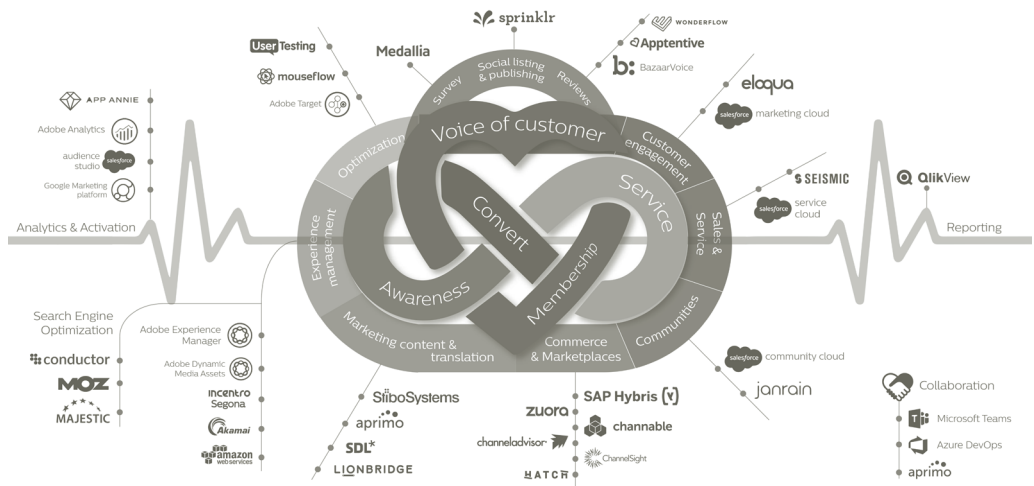 sprinklr
WONDERFLOW
Apptentive
b: BazaarVoice
Medallia
UserTesting
mouseflow
Adobe Target
eloqua
salesforce marketing cloud
APP ANNIE
Adobe Analytics
audience
studio
salesforce
Google Marketing
platform
Survey
Social listing
& publishing
Reviews
Voice of customer
Optimization
Customer
engagement
SEISMIC
salesforce
service
cloud
QlikView
Analytics & Activation
Experience
management
Convert
Service
Sales &
Service
Reporting
Awareness
Membership
Marketing content &
translation
Commerce
& Marketplaces
Communities
Search Engine
Optimization
conductor
MOZ
MAJESTIC
Adobe Experience
Manager
Adobe Dynamic
Media Assets
incentro
Segona
Akamai
amazon
webservices
StiboSystems
aprimo
SDL*
LIONBRIDGE
SAP Hybris (Y)
zuora
channable
channeladvisor
ChannelSight
HATCH
salesforce community cloud
janrain
Collaboration
Microsoft Teams
Azure DevOps
aprimo